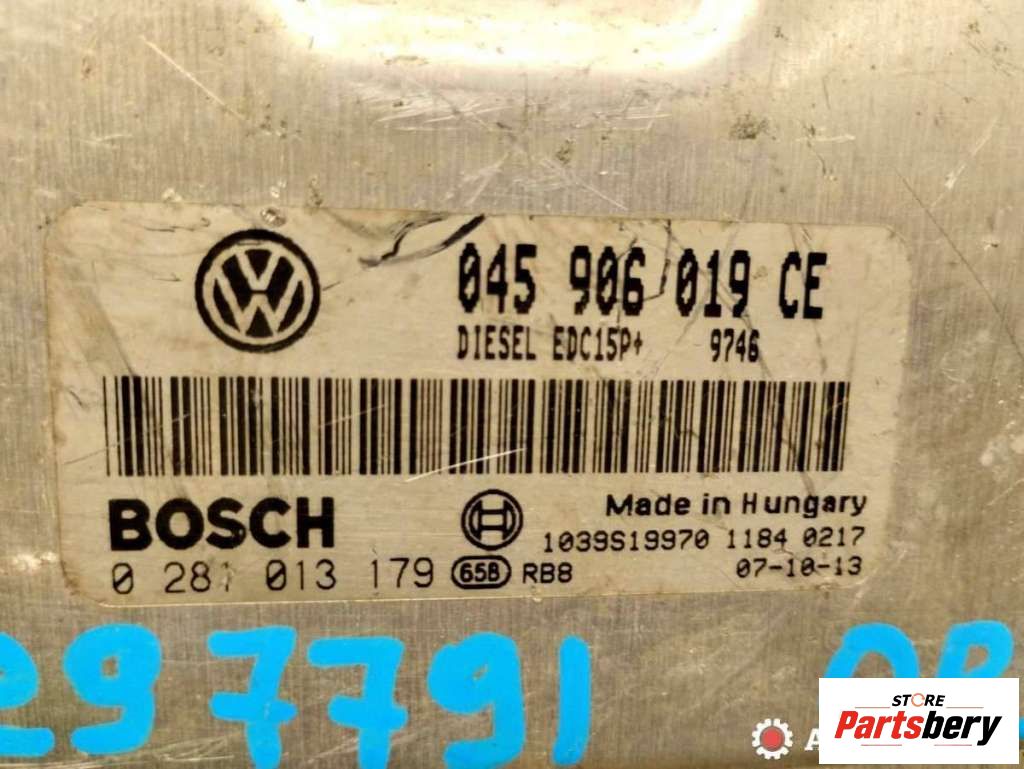 045 906 019 CE
DIESEL EDC15P+ 9746
BOSCH
Made in Hungary
1039S19970 1184 0217
0 281 013 179 65B RB8
07-10-13
297791
STORE
Partsbery